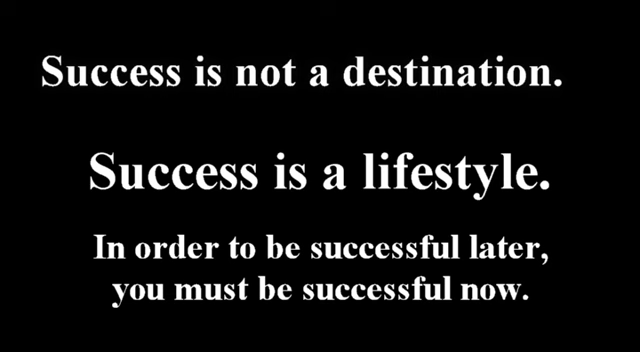 Success is not a destination.
Success is a lifestyle.
In order to be successful later,
you must be successful now.